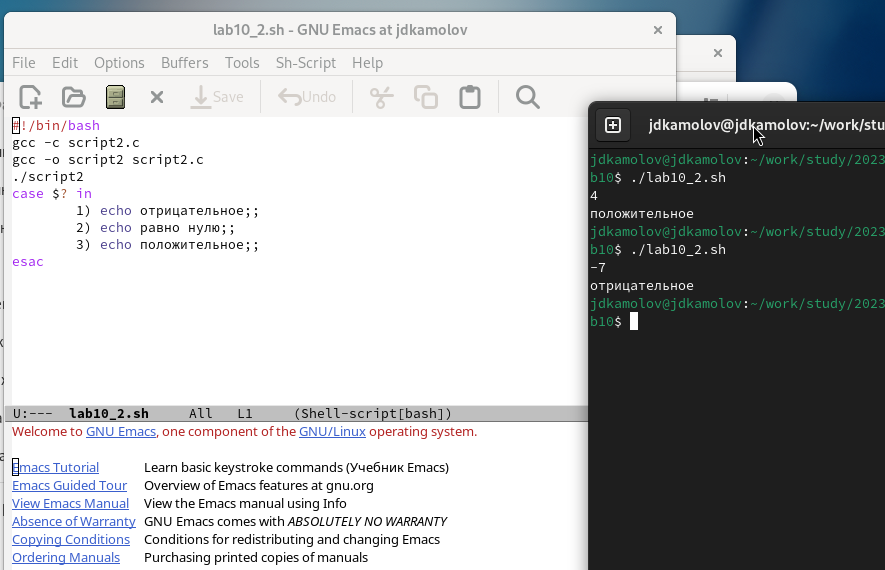 lab10_2.sh - GNU Emacs at jdkamolov
File Edit Options Buffers Tools Sh-Script Help
Save Undo
#!/bin/bash
gcc -c script2.c
gcc -o script2 script2.c
./script2
case $? in
1) echo отрицательное;;
2) echo равно нулю;;
3) echo положительное;;
esac
U:--- lab10_2.sh All L1 (Shell-script[bash])
Welcome to GNU Emacs, one component of the GNU/Linux operating system.
Emacs Tutorial Learn basic keystroke commands (Учебник Emacs)
Emacs Guided Tour Overview of Emacs features at gnu.org
View Emacs Manual View the Emacs manual using Info
Absence of Warranty GNU Emacs comes with ABSOLUTELY NO WARRANTY
Copying Conditions Conditions for redistributing and changing Emacs
Ordering Manuals Purchasing printed copies of manuals
jdkamolov@jdkamolov:~/work/stu
jdkamolov@jdkamolov:~/work/study/2023
b10$ ./lab10_2.sh
4
положительное
jdkamolov@jdkamolov:~/work/study/2023
b10$ ./lab10_2.sh
-7
отрицательное
jdkamolov@jdkamolov:~/work/study/2023
b10$